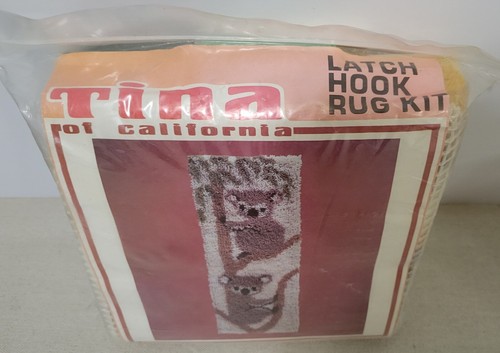 Tina
of california
LATCH
HOOK
RUG KIT